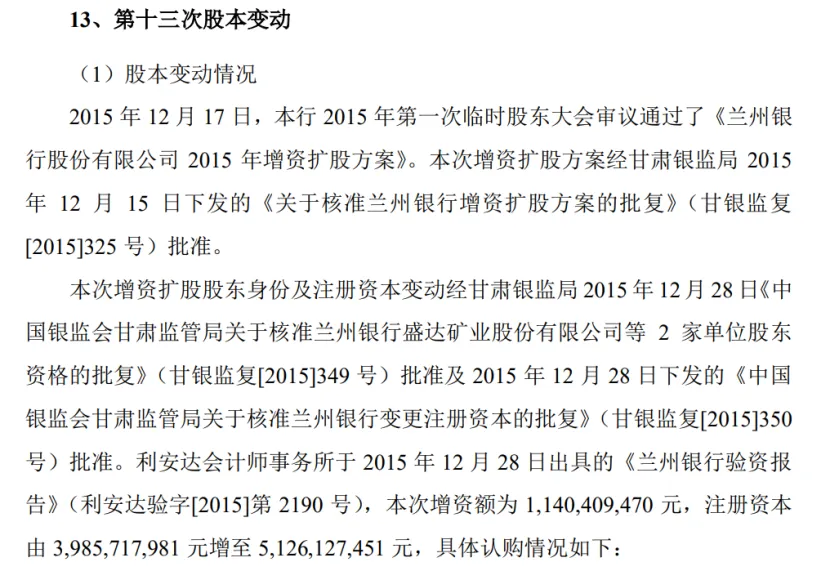 13、第十三次股本变动
（1）股本变动情况
2015 年 12 月 17 日，本行 2015 年第一次临时股东大会审议通过了《兰州银
行股份有限公司 2015 年增资扩股方案》。本次增资扩股方案经甘肃银监局 2015
年 12 月 15 日下发的《关于核准兰州银行增资扩股方案的批复》（甘银监复
[2015]325 号）批准。
本次增资扩股股东身份及注册资本变动经甘肃银监局 2015 年 12 月 28 日《中
国银监会甘肃监管局关于核准兰州银行盛达矿业股份有限公司等 2 家单位股东
资格的批复》（甘银监复[2015]349 号）批准及 2015 年 12 月 28 日下发的《中国
银监会甘肃监管局关于核准兰州银行变更注册资本的批复》（甘银监复[2015]350
号）批准。利安达会计师事务所于 2015 年 12 月 28 日出具的《兰州银行验资报
告》（利安达验字[2015]第 2190 号），本次增资额为 1,140,409,470 元，注册资本
由 3,985,717,981 元增至 5,126,127,451 元，具体认购情况如下：